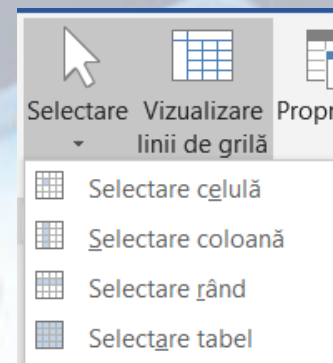 Selectare Vizualizare Propr
linii de grilă
Selectare celulă
Selectare coloană
Selectare rând
Selectare tabel